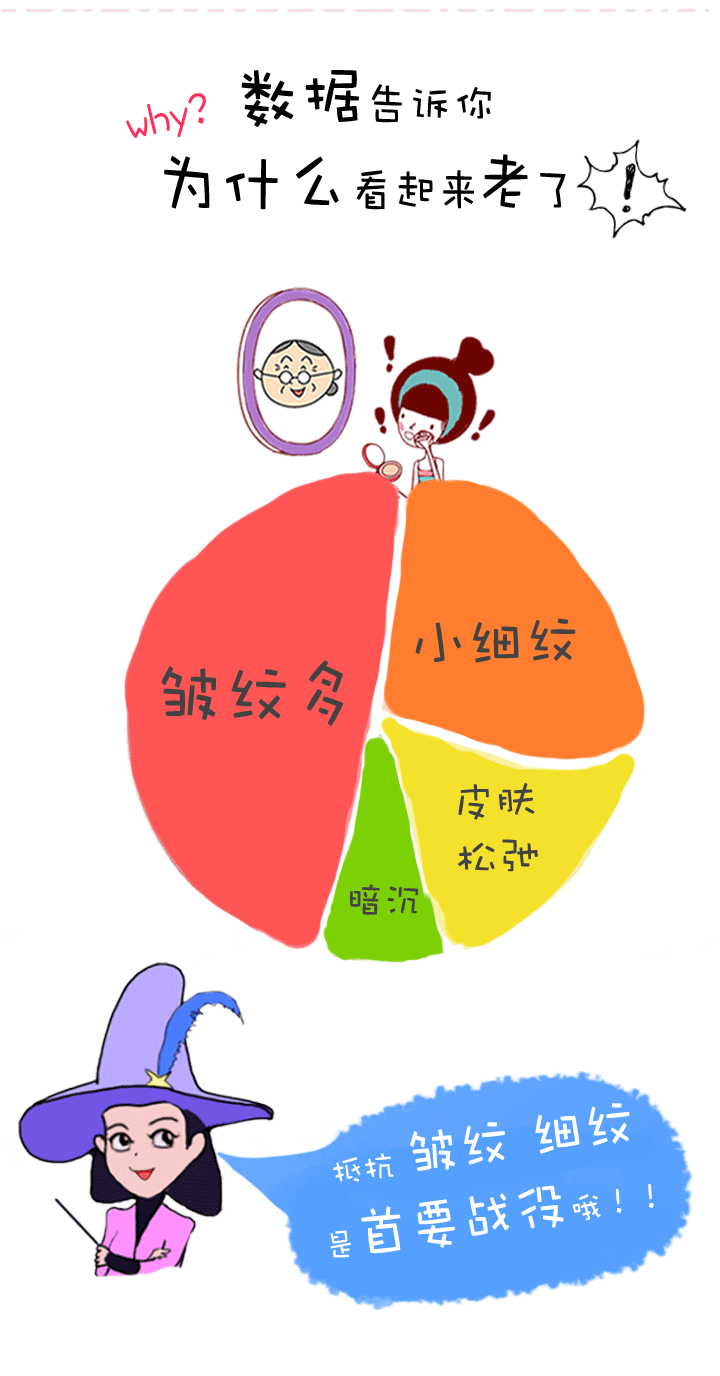 why? 数据告诉你
为什么看起来老了!
皱纹多
小细纹
皮肤
松弛
暗沉
抵抗 皱纹 细纹
是首要战役哦!!